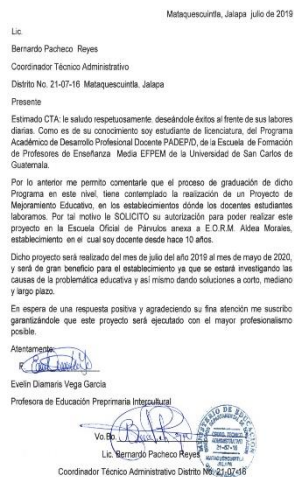 Mataquescuintla, Jalapa julio de 2019
Lic.
Bernardo Pacheco Reyes
Coordinador Técnico Administrativo
Distrito No. 21-07-16 Mataquescuintla, Jalapa
Presente
Estimado CTA: le saludo respetuosamente. deseándole éxitos al frente de sus labores
diarias. Como es de su conocimiento soy estudiante de licenciatura, del Programa
Académico de Desarrollo Profesional Docente PADEP/D, de la Escuela de Formación
de Profesores de Enseñanza Media EFPEM de la Universidad de San Carlos de
Guatemala.
Por lo anterior me permito comentarle que el proceso de graduación de dicho
Programa en este nivel, tiene contemplado la realización de un Proyecto de
Mejoramiento Educativo, en los establecimientos dónde los docentes estudiantes
laboramos. Por tal motivo le SOLICITO su autorización para poder realizar este
proyecto en la Escuela Oficial de Párvulos anexa a E.O.R.M. Aldea Morales,
establecimiento en el cual soy docente desde hace 10 años.
Dicho proyecto será realizado del mes de julio del año 2019 al mes de mayo de 2020,
y será de gran beneficio para el establecimiento ya que se estará investigando las
causas de la problemática educativa y así mismo dando soluciones a corto, mediano
y largo plazo.
En espera de una respuesta positiva y agradeciendo su fina atención me suscribo
garantizándole que este proyecto será ejecutado con el mayor profesionalismo
posible.
Atentamente:
F.
Evelin Diamaris Vega García
Profesora de Educación Preprimaria Intercultural
Vo.Bo.
Lic. Bernardo Pacheco Reyes
Coordinador Técnico Administrativo Distrito No. 21-07-16
MINISTERIO DE EDUCACIÓN
21-07-16